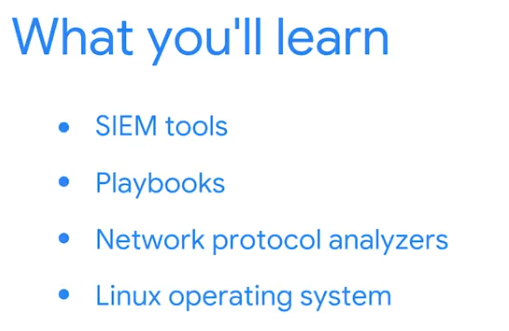 What you'll learn
• SIEM tools
• Playbooks
• Network protocol analyzers
• Linux operating system